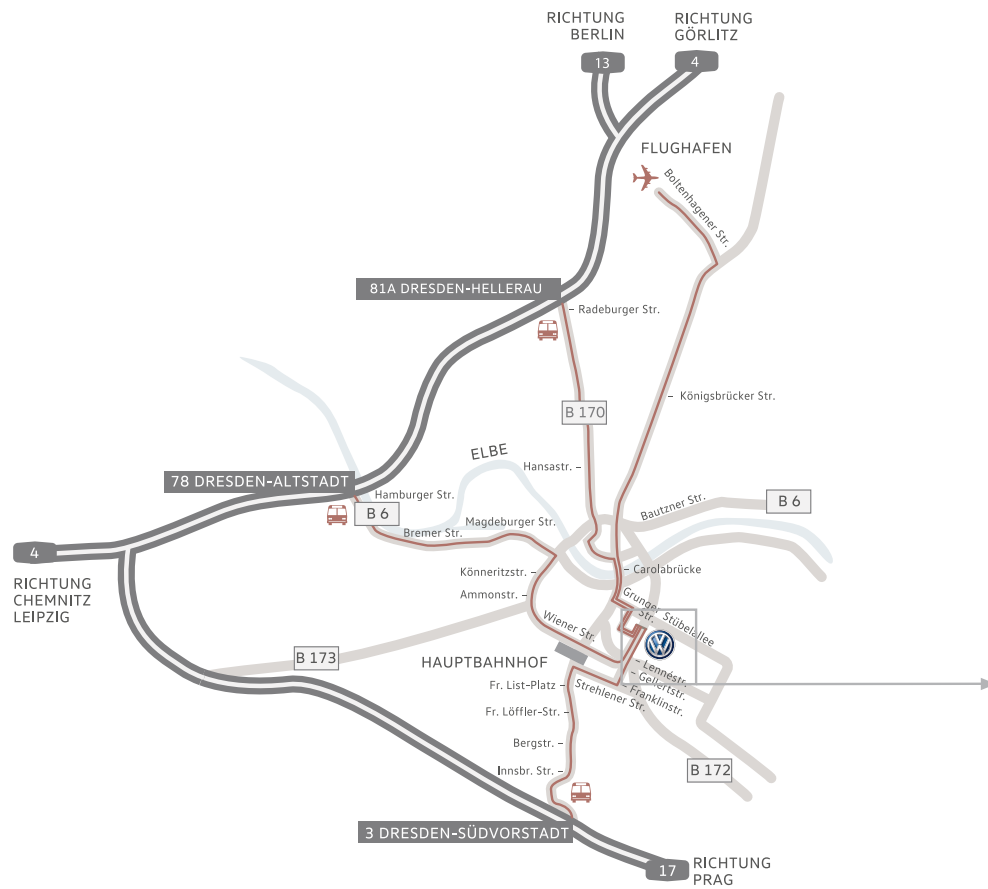 RICHTUNG
BERLIN
RICHTUNG
GÖRLITZ
13
4
FLUGHAFEN
Boltenhagener Str.
81A DRESDEN-HELLERAU
Radeburger Str.
Königsbrücker Str.
B 170
ELBE
Hansastr.
78 DRESDEN-ALTSTADT
Hamburger Str.
B 6
Bautzner Str.
B 6
Magdeburger Str.
Bremer Str.
4
RICHTUNG
CHEMNITZ
LEIPZIG
Könneritzstr.
Carolabrücke
Ammonstr.
Grunaer Str.
Stübelallee
Wiener Str.
B 173
HAUPTBAHNHOF
Lennéstr.
Gellertstr.
Fr. List-Platz
Strehlener Str.
Franklinstr.
Fr. Löffler-Str.
Bergstr.
Innsbr. Str.
B 172
3 DRESDEN-SÜDVORSTADT
17
RICHTUNG
PRAG